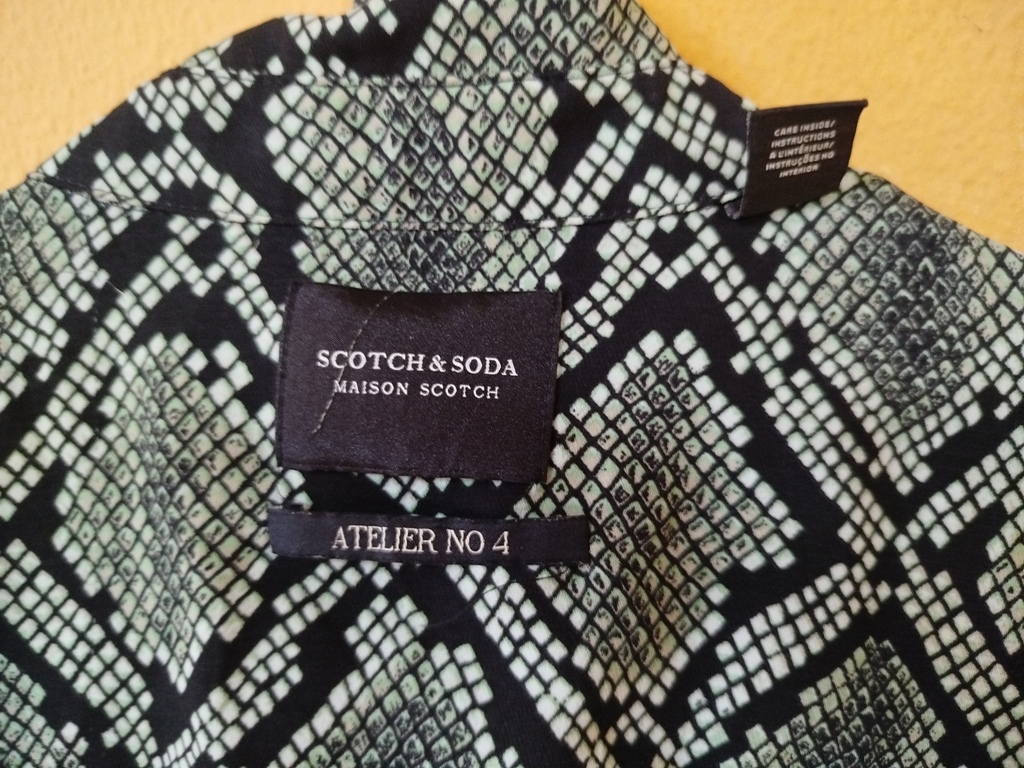 CARE INSIDE/
INSTRUCTIONS
À L'INTÉRIEUR/
INSTRUÇÕES NO
INTERIOR
SCOTCH & SODA
MAISON SCOTCH
ATELIER NO 4